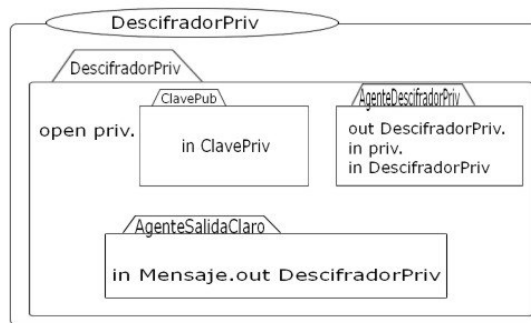 DescifradorPriv
DescifradorPriv
ClavePub
AgenteDescifradorPriv
open priv.
in ClavePriv
out DescifradorPriv.
in priv.
in DescifradorPriv
AgenteSalidaClaro
in Mensaje.out DescifradorPriv